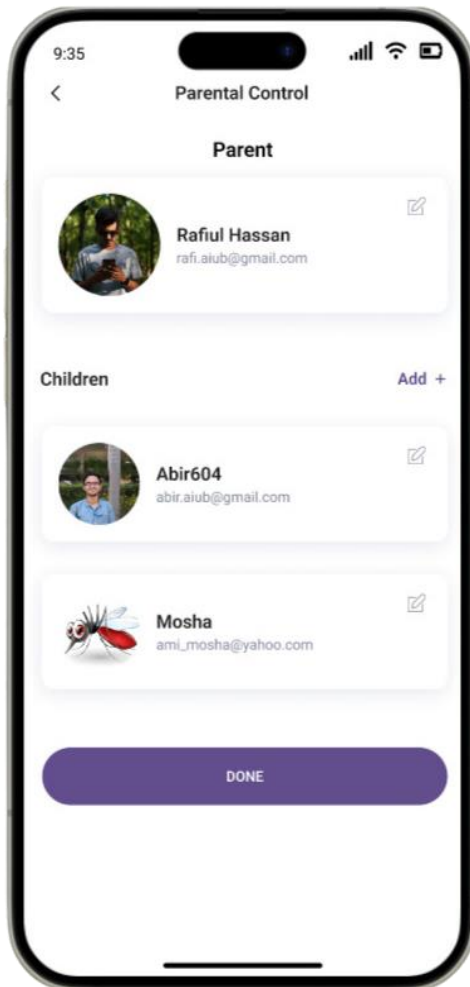 9:35
Parental Control
Parent
Rafiul Hassan
rafi.aiub@gmail.com
Children
Add +
Abir604
abir.aiub@gmail.com
Mosha
ami_mosha@yahoo.com
DONE